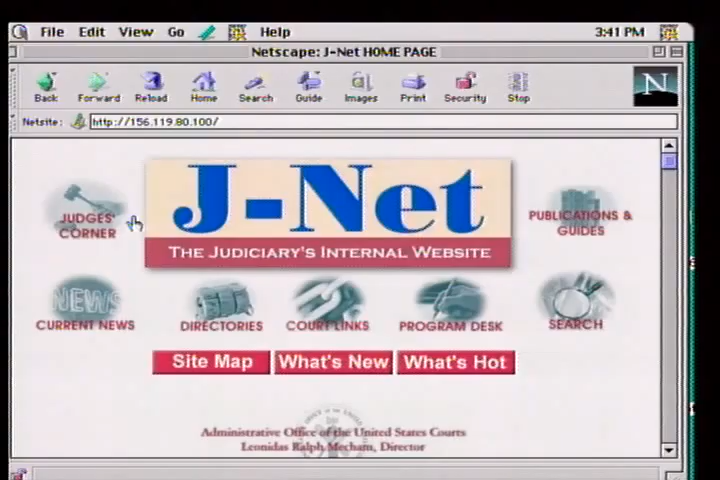 File Edit View Go Help 3:41 PM
Netscape: J-Net HOME PAGE
Back Forward Reload Home Search Guide Images Print Security Stop
N
Netsite: http://156.119.80.100/
J-Net
THE JUDICIARY'S INTERNAL WEBSITE
JUDGES'
CORNER
PUBLICATIONS &
GUIDES
NEWS
CURRENT NEWS DIRECTORIES COURT LINKS PROGRAM DESK SEARCH
Site Map What's New What's Hot
Administrative Office of the United States Courts
Leonidas Ralph Mecham, Director